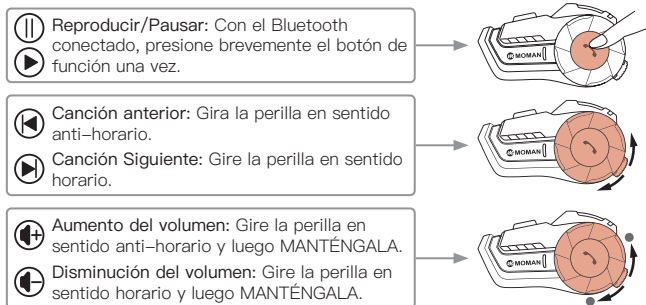 Reproducir/Pausar: Con el Bluetooth
conectado, presione brevemente el botón de
función una vez.
MOMAN
Canción anterior: Gira la perilla en sentido
anti-horario.
Canción Siguiente: Gire la perilla en sentido
horario.
MOMAN
Aumento del volumen: Gire la perilla en
sentido anti-horario y luego MANTÉNGALA.
Disminución del volumen: Gire la perilla en
sentido horario y luego MANTÉNGALA.
MOMAN